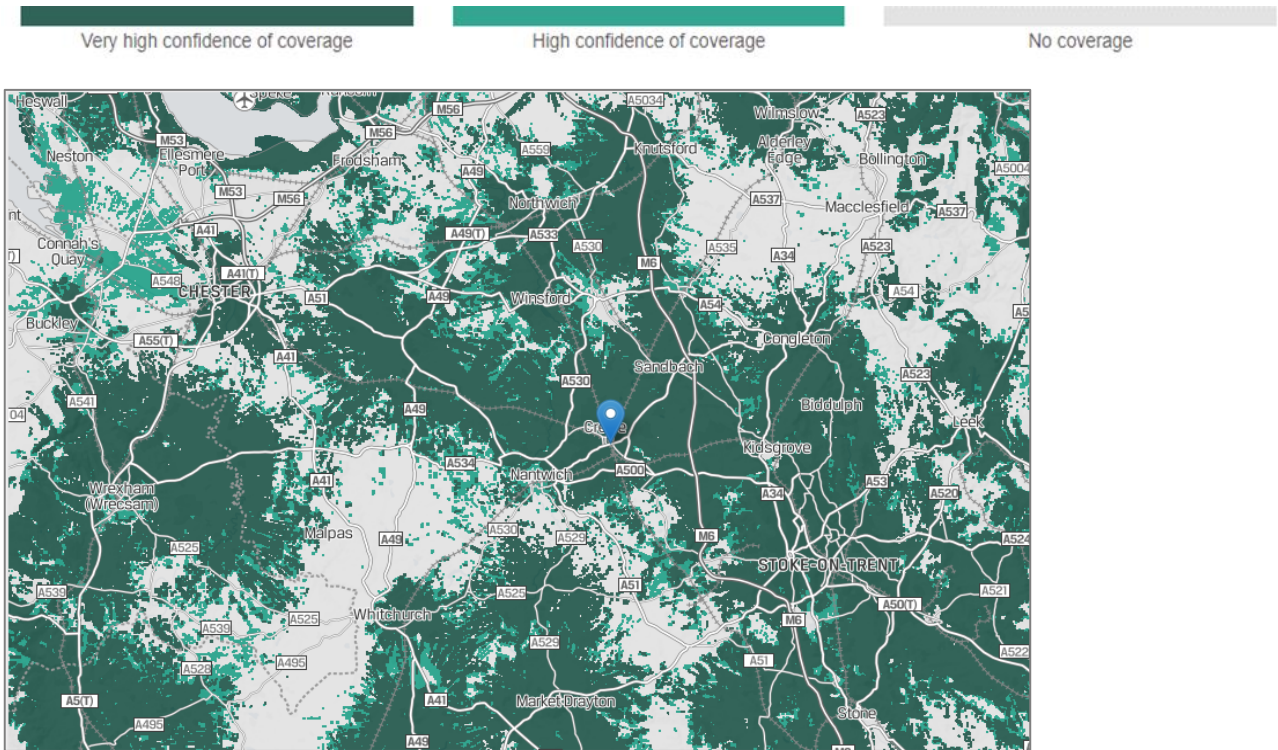 Very high confidence of coverage
High confidence of coverage
No coverage
Heswall
Speke
M56
A5034
Wilmslow
A523
M53
M56
Neston
Ellesmere
Port
Frodsham
A559
Knutsford
Alderley
Edge
Bollington
A5004
A49
M53
M56
Northwich
A537
Macclesfield
A537
A41
A49(T)
A533
A530
A535
A34
A523
Connah's
Quay
M6
A548
A41(T)
CHESTER
A51
A49
Winsford
A54
A54
Buckley
A55(T)
A41
Congleton
Sandbach
A523
A530
A541
A49
Biddulph
Leek
Kidsgrove
A534
Nantwich
A500
A41
A34
A53
A520
Wrexham
(Wrecsam)
Malpas
A49
A530
A529
M6
A524
A525
STOKE-ON-TRENT
A539
A525
A51
A521
A50(T)
Whitchurch
A525
A539
M6
A529
A522
A528
A495
A51
A5(T)
A41
Market Drayton
Stone
A495
A49